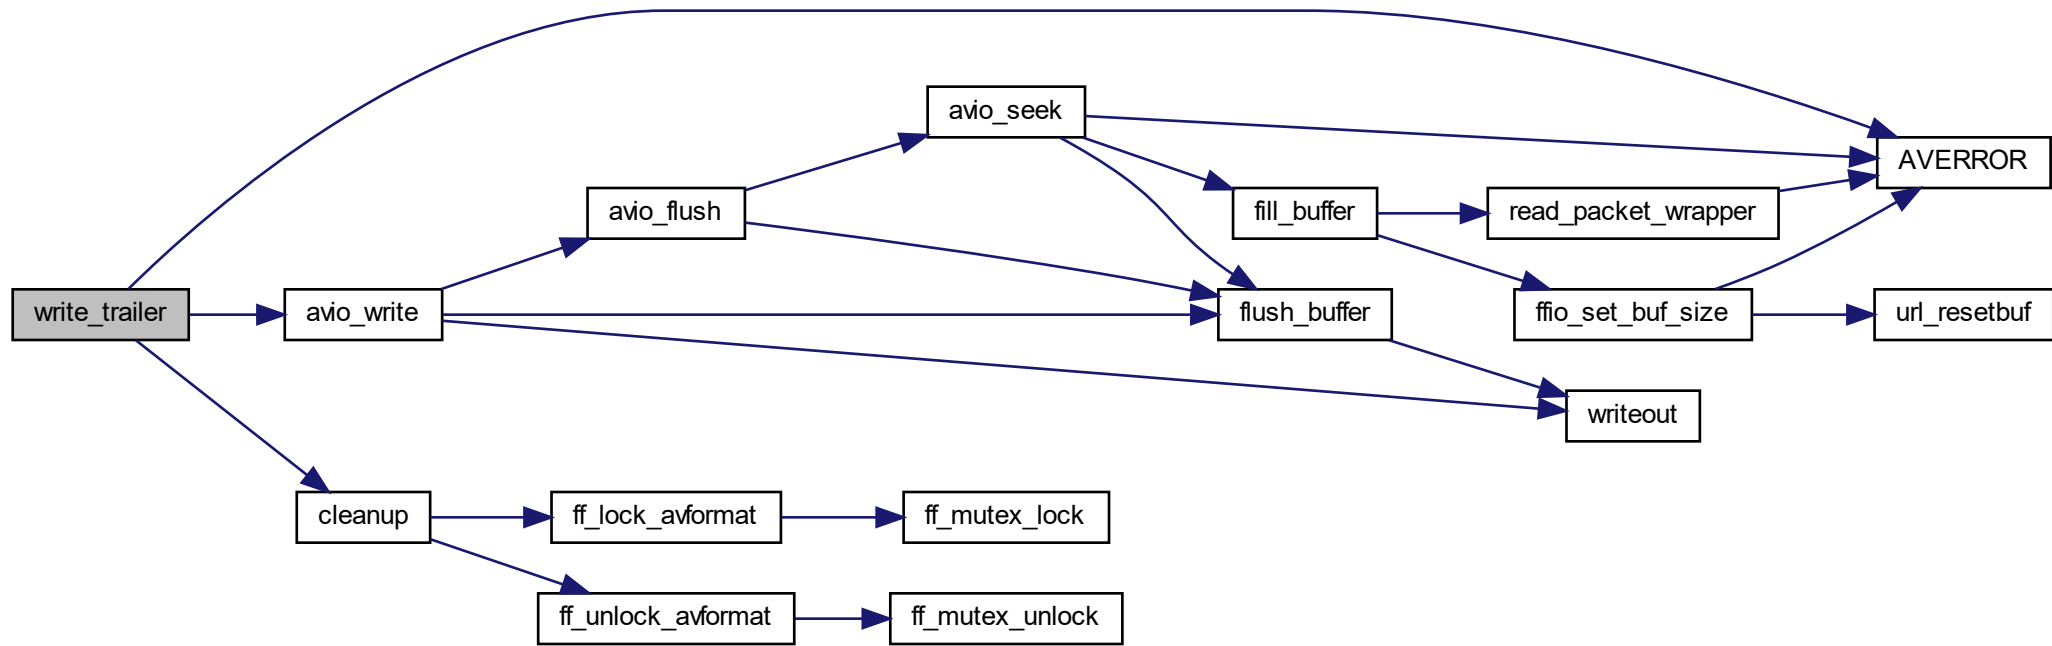 avio_seek
AVERROR
avio_flush
fill_buffer
read_packet_wrapper
write_trailer
avio_write
flush_buffer
ffio_set_buf_size
url_resetbuf
writeout
cleanup
ff_lock_avformat
ff_mutex_lock
ff_unlock_avformat
ff_mutex_unlock